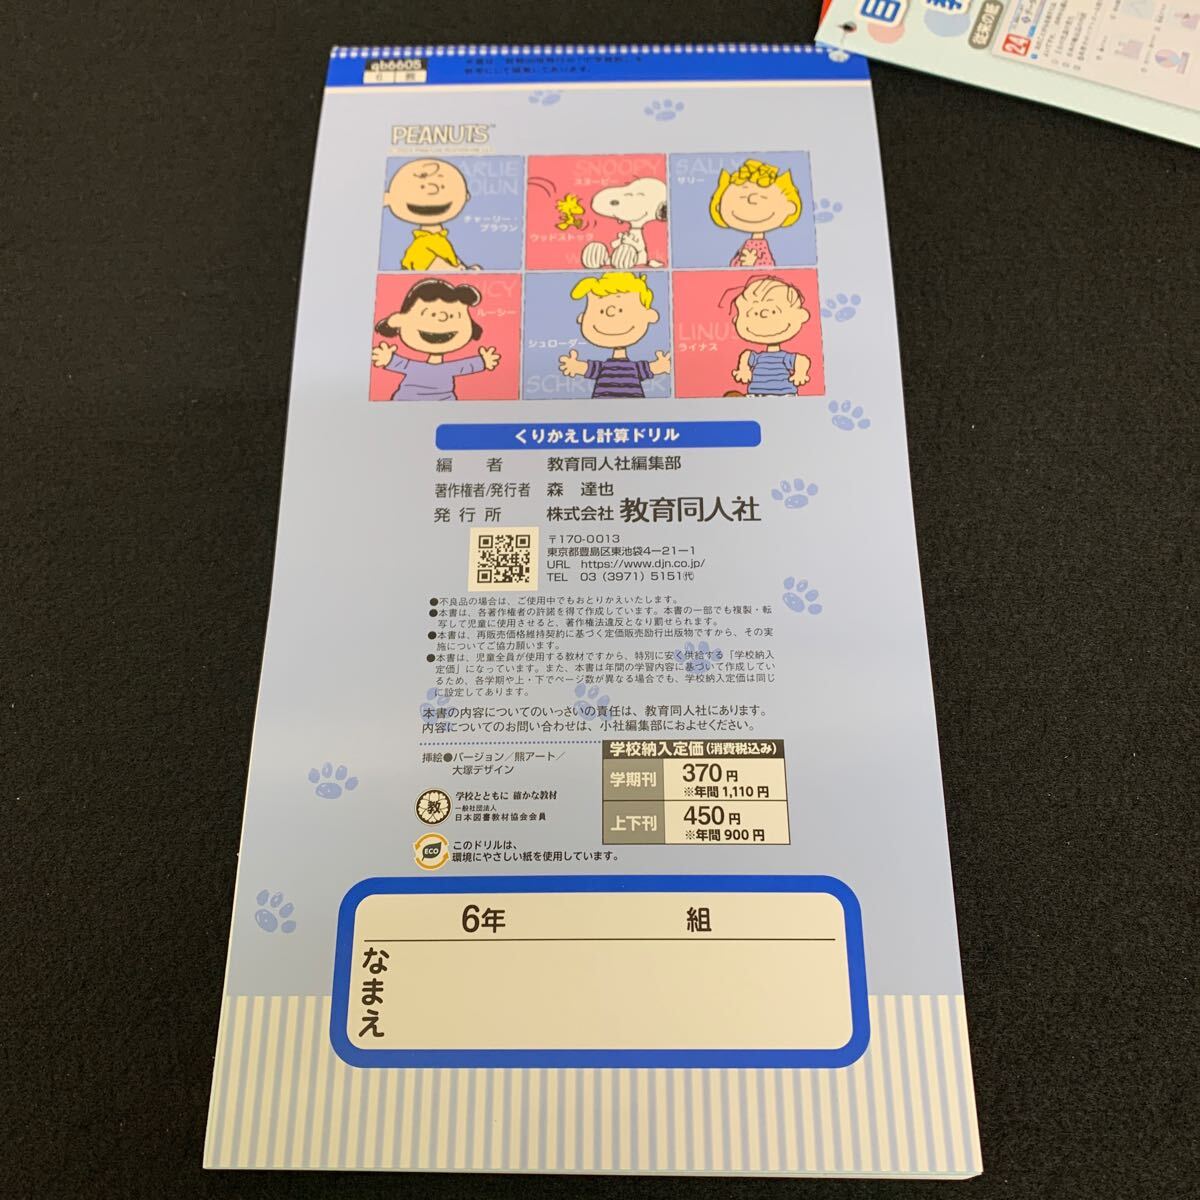 qb6605
PEANUTS
チャーリー・ブラウン
SNOOPY
スヌーピー
ウッドストック
SALLY
サリー
ルーシー
シュローダー
LINUS
ライナス
くりかえし計算ドリル
編　者　教育同人社編集部
著作権者/発行者　森　達也
発行所　株式会社 教育同人社
〒170-0013
東京都豊島区東池袋4－21－1
URL　https://www.djn.co.jp/
TEL　03（3971）5151㈹
●不良品の場合は、ご使用中でもおとりかえいたします。
●本書は、各著作権者の許諾を得て作成しています。本書の一部でも複製・転
写して児童に使用させると、著作権法違反となり罰せられます。
●本書は、再販売価格維持契約に基づく定価販売励行出版物ですから、その実
施についてご協力願います。
●本書は、児童全員が使用する教材ですから、特別に安く供給する「学校納入
定価」になっています。また、本書は年間の学習内容に基づいて作成してい
るため、各学期や上・下でページ数が異なる場合でも、学校納入定価は同じ
に設定してあります。
本書の内容についてのいっさいの責任は、教育同人社にあります。
内容についてのお問い合わせは、小社編集部におよせください。
挿絵●バージョン／熊アート／
大塚デザイン
学校納入定価(消費税込み)
学期刊　370円
※年間1,110円
上下刊　450円
※年間900円
教
学校とともに 確かな教材
一般社団法人
日本図書教材協会会員
ECO
このドリルは、
環境にやさしい紙を使用しています。
6年　組
なまえ
従来の証
24